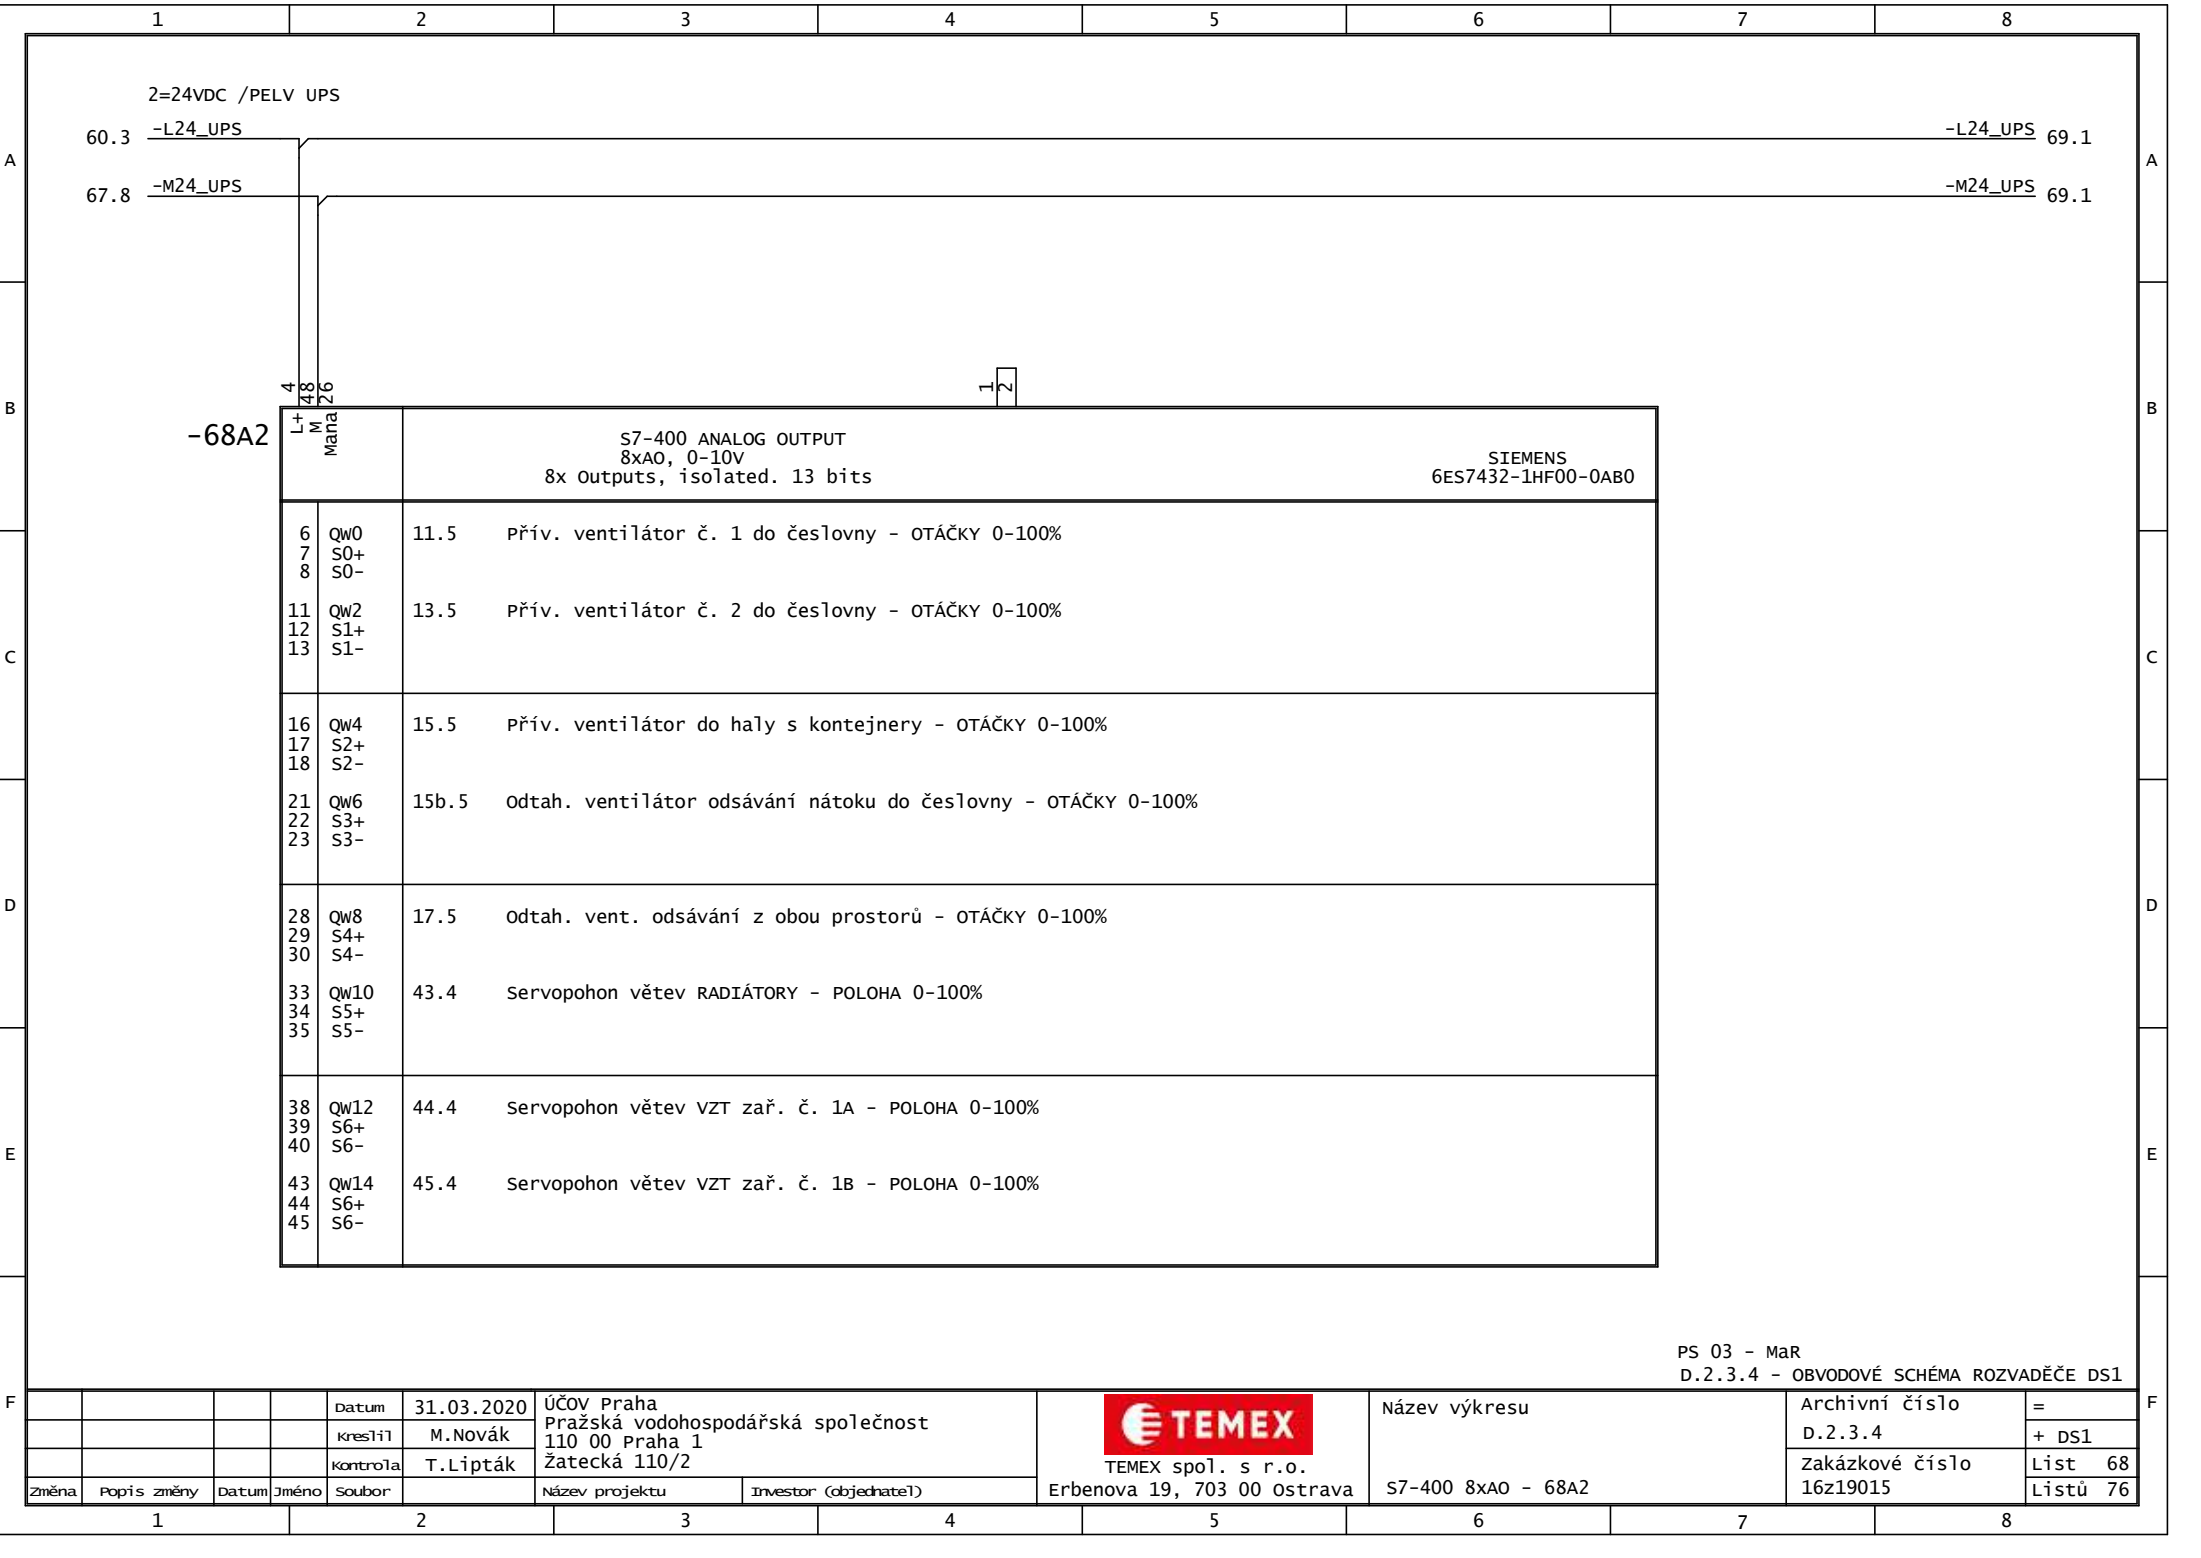 1 2 3 4 5 6 7 8
2=24VDC /PELV UPS
60.3 -L24_UPS -L24_UPS 69.1
A A
67.8 -M24_UPS -M24_UPS 69.1
4 48 26 1 2
B B
-68A2 L+ M Mana
S7-400 ANALOG OUTPUT
8xAO, 0-10V SIEMENS
8x Outputs, isolated. 13 bits 6ES7432-1HF00-0AB0
6 QW0 11.5 Přív. ventilátor č. 1 do česlovny - OTÁČKY 0-100%
7 S0+
8 S0-
11 QW2 13.5 Přív. ventilátor č. 2 do česlovny - OTÁČKY 0-100%
12 S1+
13 S1-
C C
16 QW4 15.5 Přív. ventilátor do haly s kontejnery - OTÁČKY 0-100%
17 S2+
18 S2-
21 QW6 15b.5 Odtah. ventilátor odsávání nátoku do česlovny - OTÁČKY 0-100%
22 S3+
23 S3-
D D
28 QW8 17.5 Odtah. vent. odsávání z obou prostorů - OTÁČKY 0-100%
29 S4+
30 S4-
33 QW10 43.4 Servopohon větev RADIÁTORY - POLOHA 0-100%
34 S5+
35 S5-
38 QW12 44.4 Servopohon větev VZT zař. č. 1A - POLOHA 0-100%
39 S6+
40 S6-
E E
43 QW14 45.4 Servopohon větev VZT zař. č. 1B - POLOHA 0-100%
44 S6+
45 S6-
PS 03 - MaR
D.2.3.4 - OBVODOVÉ SCHÉMA ROZVADĚČE DS1
F F
Datum 31.03.2020
Kreslil M.Novák
Kontrola T.Lipták
Změna Popis změny Datum Jméno Soubor
ÚČOV Praha
Pražská vodohospodářská společnost
110 00 Praha 1
Žatecká 110/2
Název projektu Investor (objednatel)
TEMEX
TEMEX spol. s r.o.
Erbenova 19, 703 00 Ostrava
Název výkresu
S7-400 8xAO - 68A2
Archivní číslo
D.2.3.4
Zakázkové číslo
16z19015
=
+ DS1
List 68
Listů 76
1 2 3 4 5 6 7 8